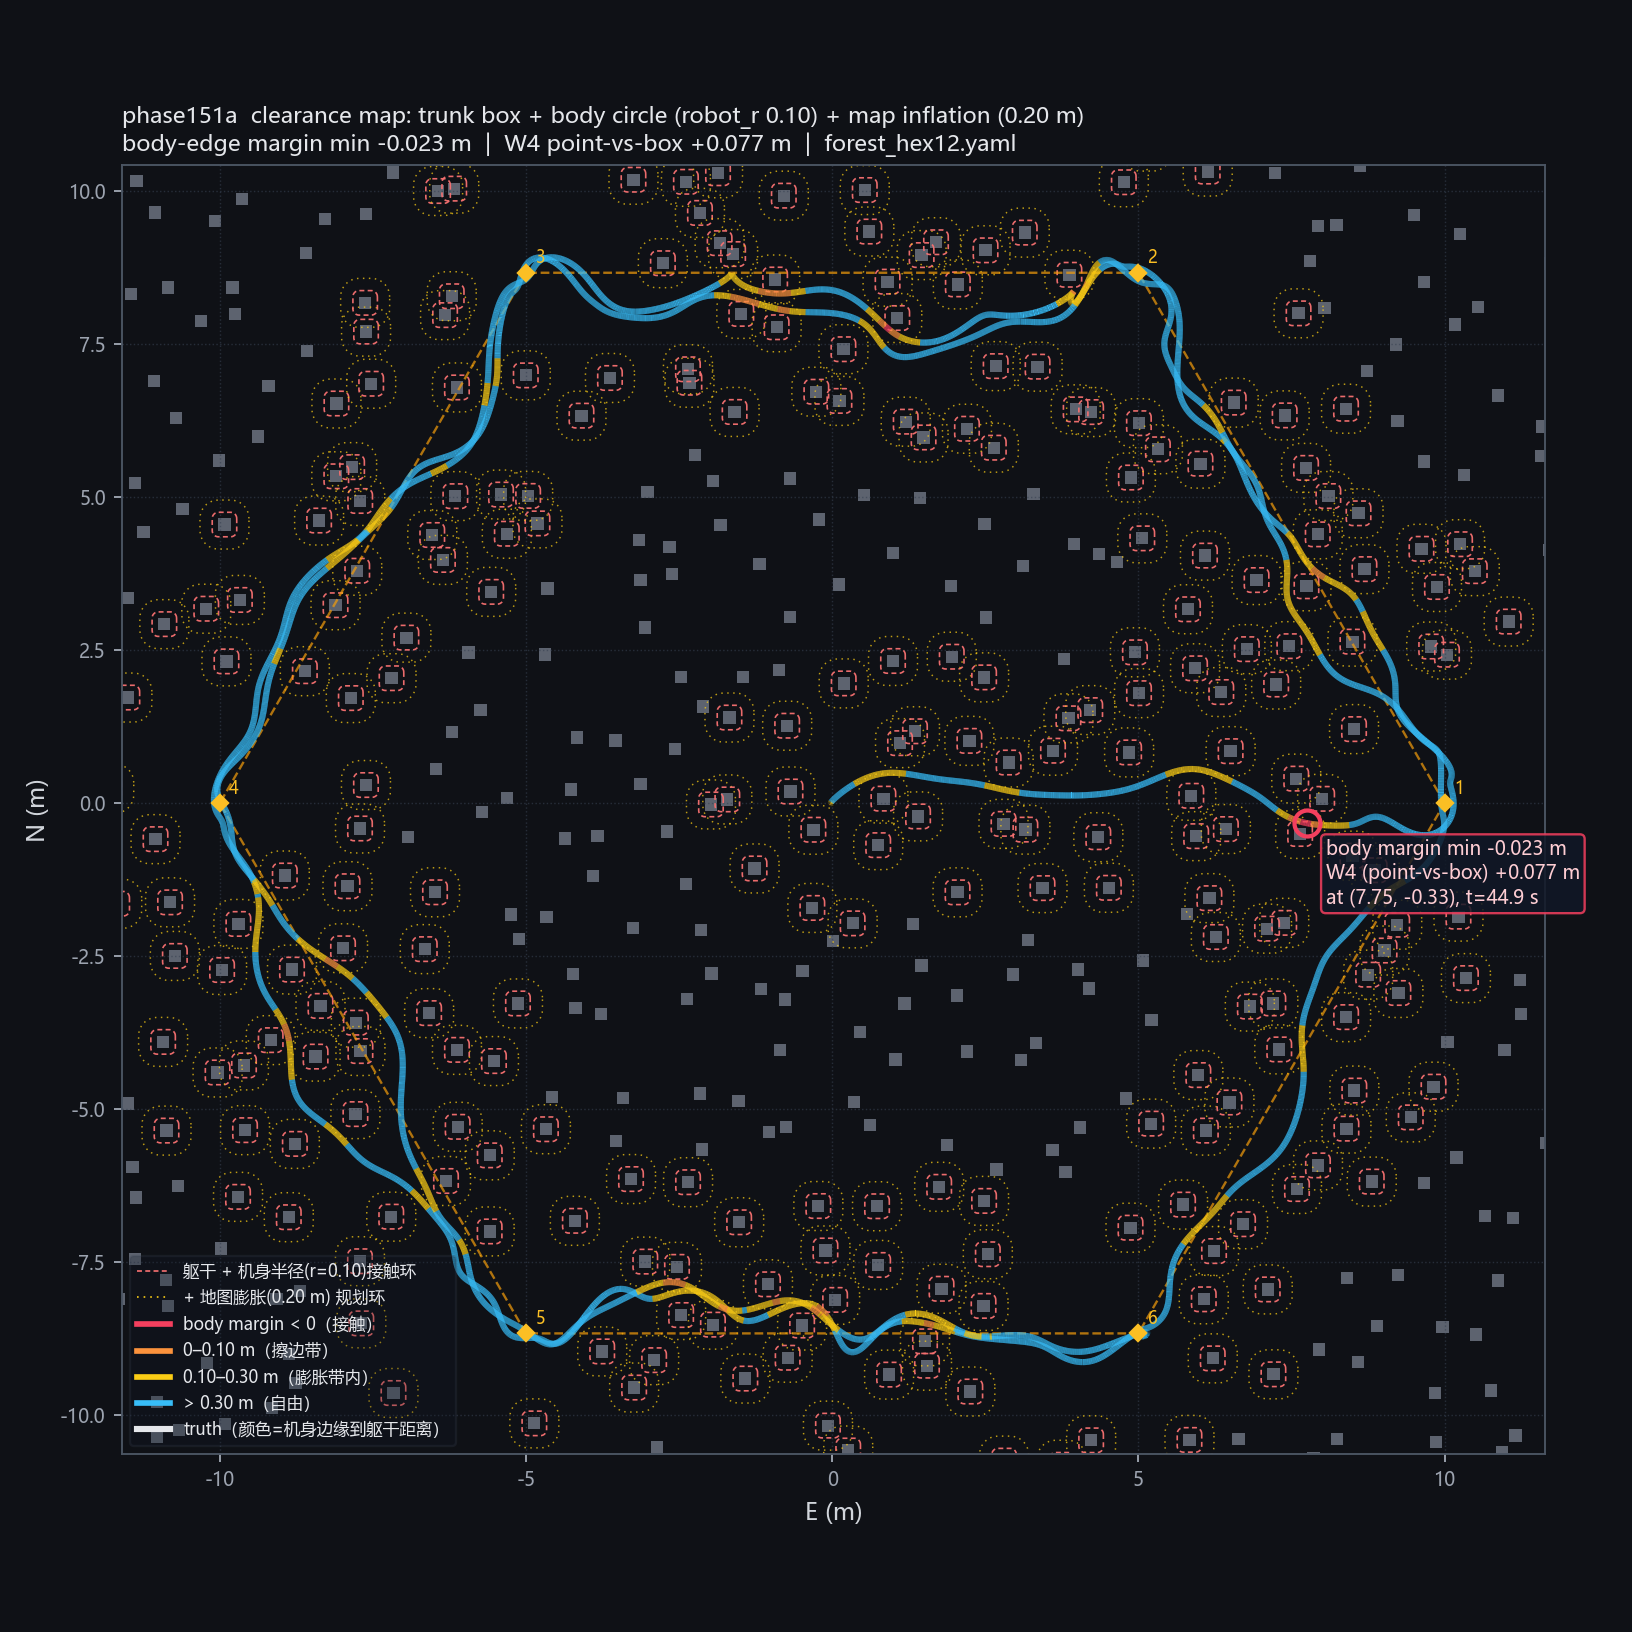 phase151a  clearance map: trunk box + body circle (robot_r 0.10) + map inflation (0.20 m)
body-edge margin min -0.023 m  |  W4 point-vs-box +0.077 m  |  forest_hex12.yaml
10.0
7.5
5.0
2.5
0.0
-2.5
-5.0
-7.5
-10.0
N (m)
3
2
4
1
body margin min -0.023 m
W4 (point-vs-box) +0.077 m
at (7.75, -0.33), t=44.9 s
5
6
躯干 + 机身半径(r=0.10)接触环
+ 地图膨胀(0.20 m) 规划环
body margin < 0（接触）
0–0.10 m（擦边带）
0.10–0.30 m（膨胀带内）
> 0.30 m（自由）
truth（颜色=机身边缘到躯干距离）
-10
-5
0
5
10
E (m)